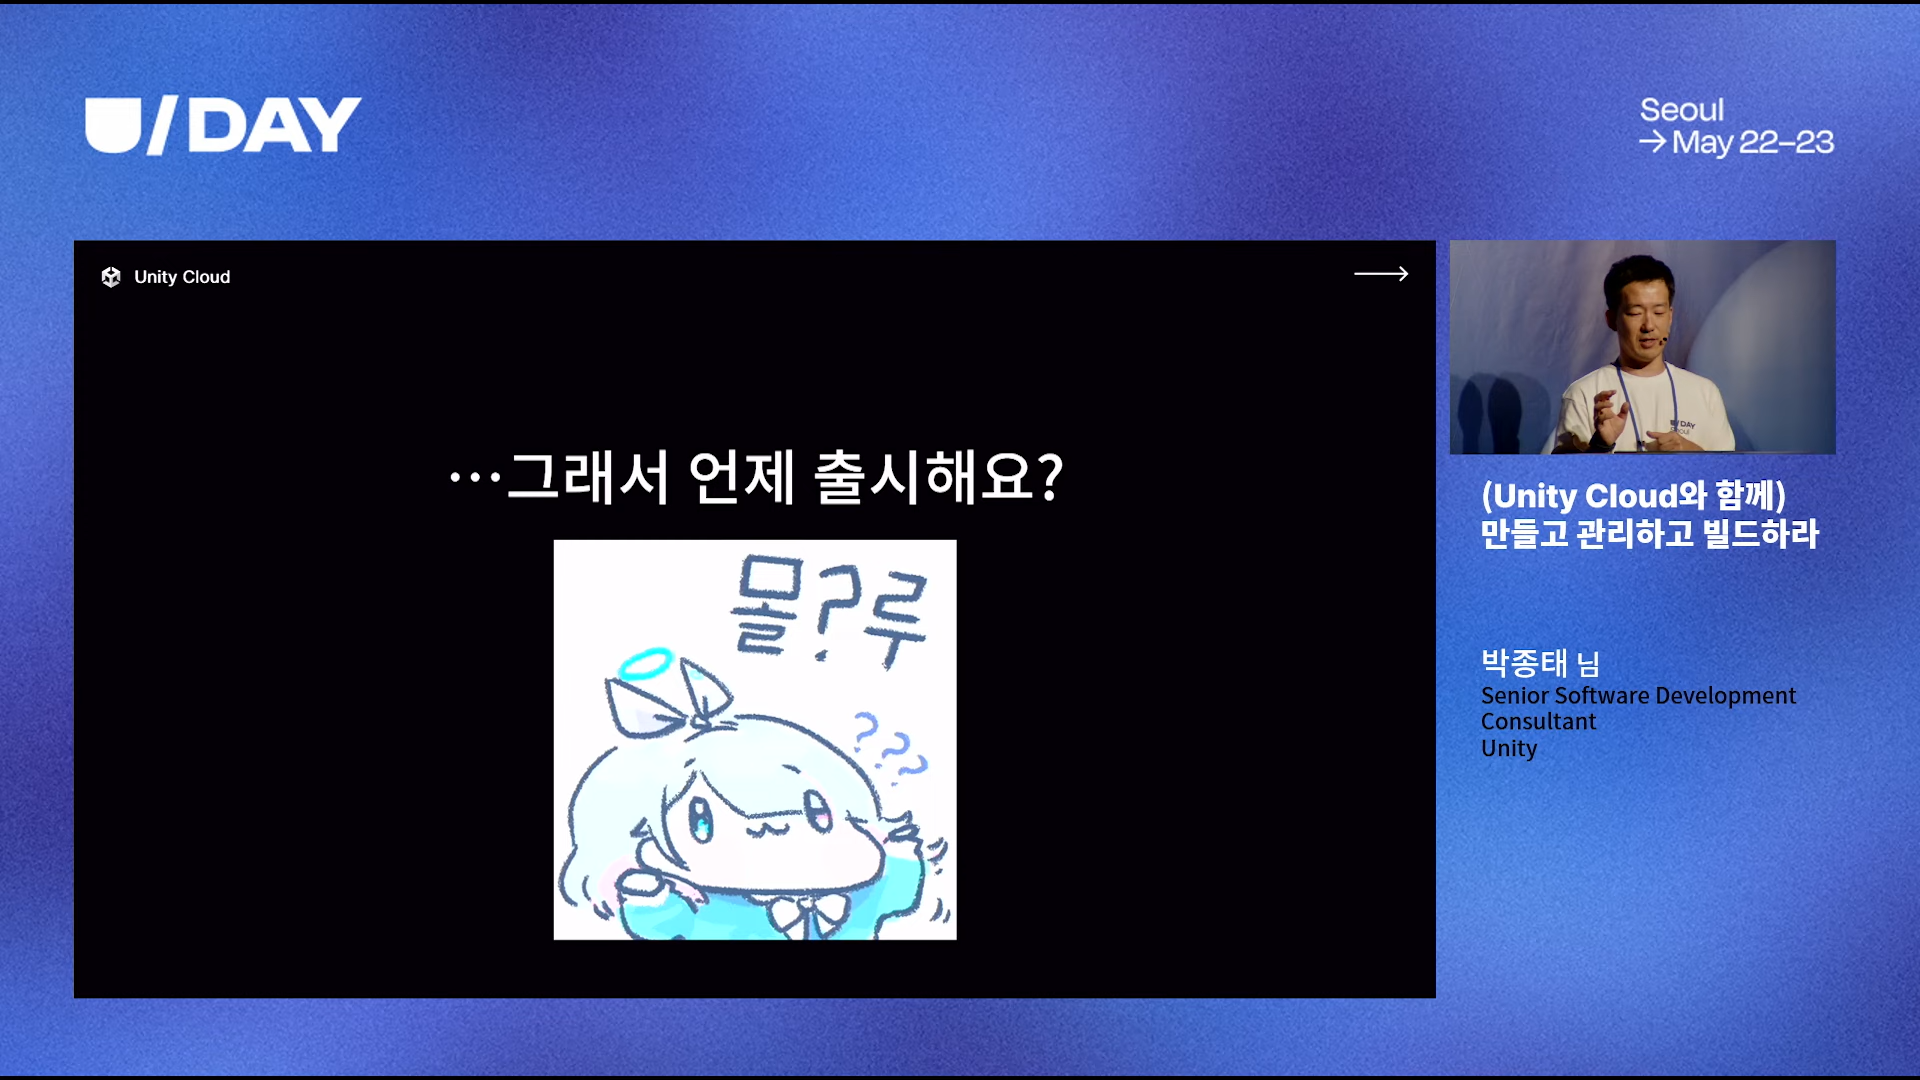 U/DAY
Seoul
→ May 22–23
Unity Cloud
…그래서 언제 출시해요?
몰?루
???
U/DAY
Seoul
(Unity Cloud와 함께)
만들고 관리하고 빌드하라
박종태 님
Senior Software Development
Consultant
Unity